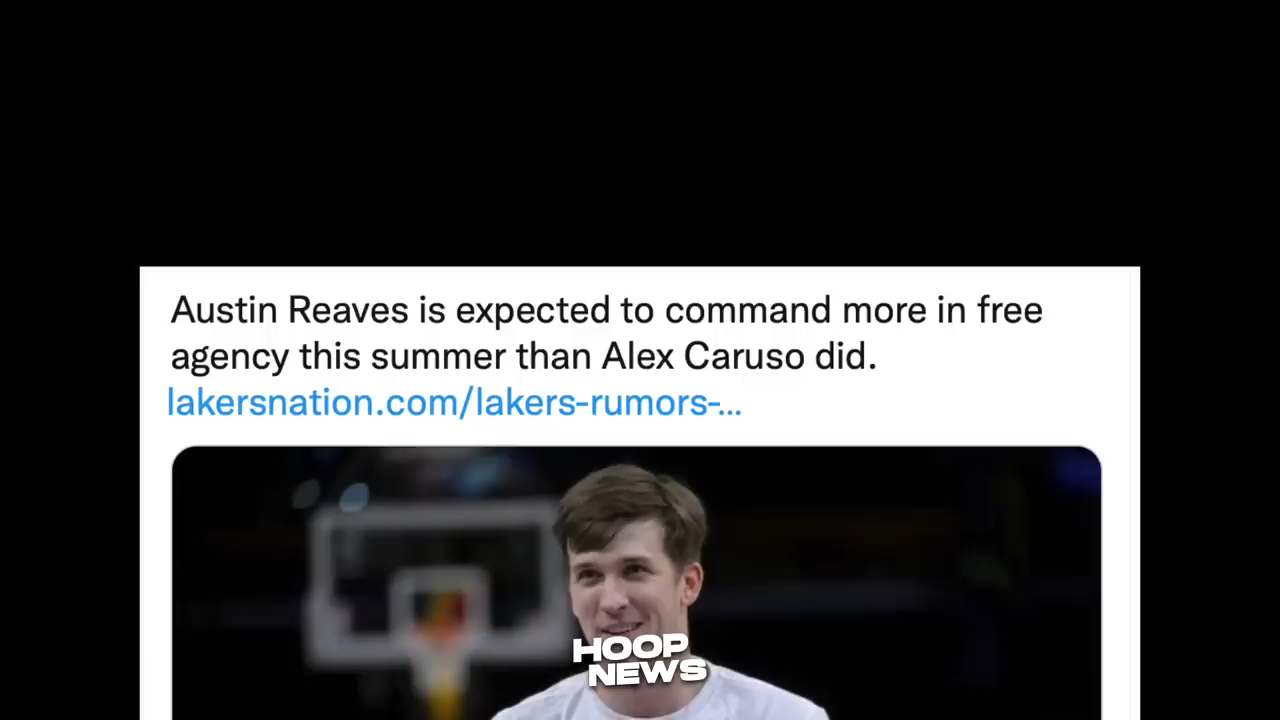 Austin Reaves is expected to command more in free
agency this summer than Alex Caruso did.
lakersnation.com/lakers-rumors-...
HOOP
NEWS